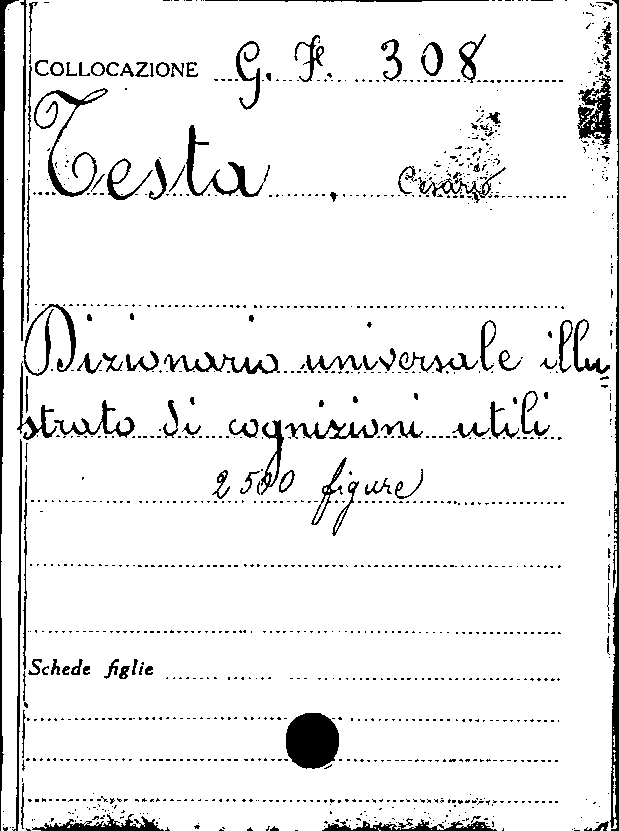 COLLOCAZIONE G. F. 308
Testa, Cesario
Dizionario universale illu
strato di cognizioni utili
2500 figure
Schede figlie